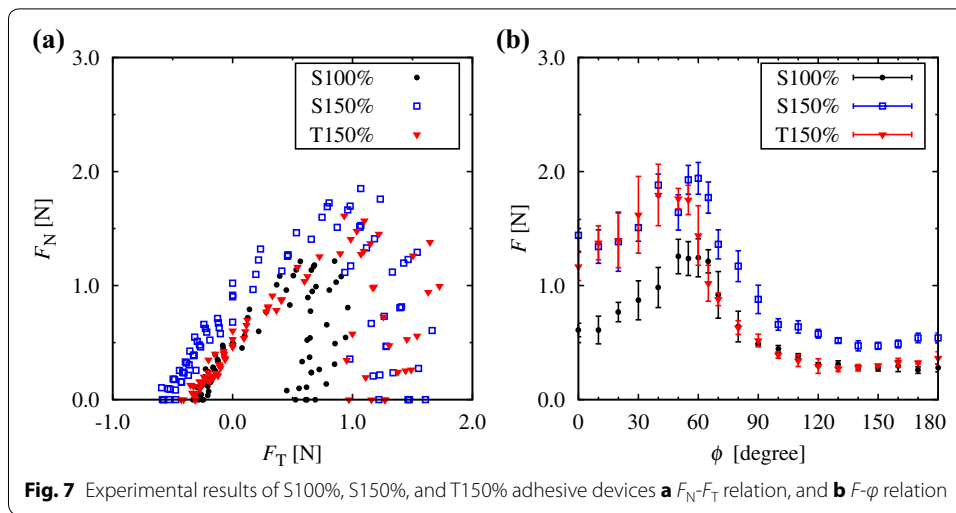 (a)
3.0
2.0
1.0
0.0
-1.0 0.0 1.0 2.0
F_N [N]
F_T [N]
S100%
S150%
T150%
(b)
3.0
2.0
1.0
0.0
0 30 60 90 120 150 180
F [N]
ϕ [degree]
S100%
S150%
T150%
Fig. 7 Experimental results of S100%, S150%, and T150% adhesive devices a F_N-F_T relation, and b F-φ relation